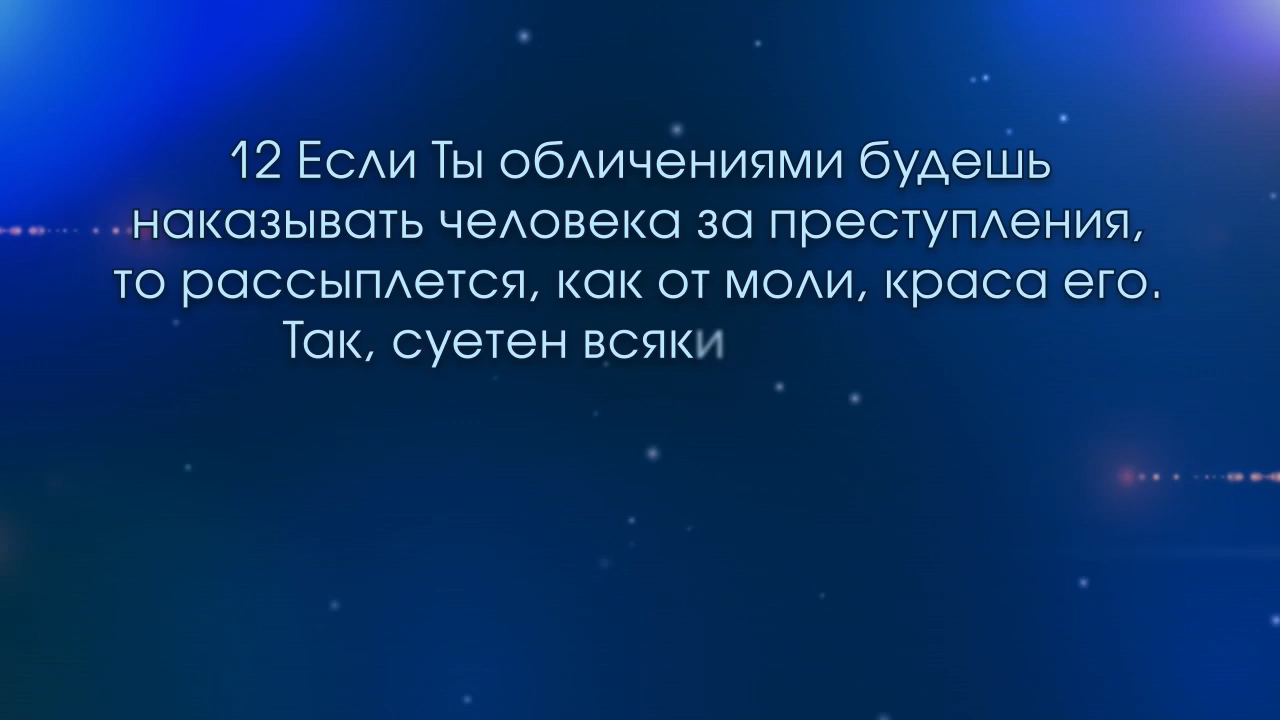 12 Если Ты обличениями будешь
наказывать человека за преступления,
то рассыплется, как от моли, краса его.
Так, суетен всяки